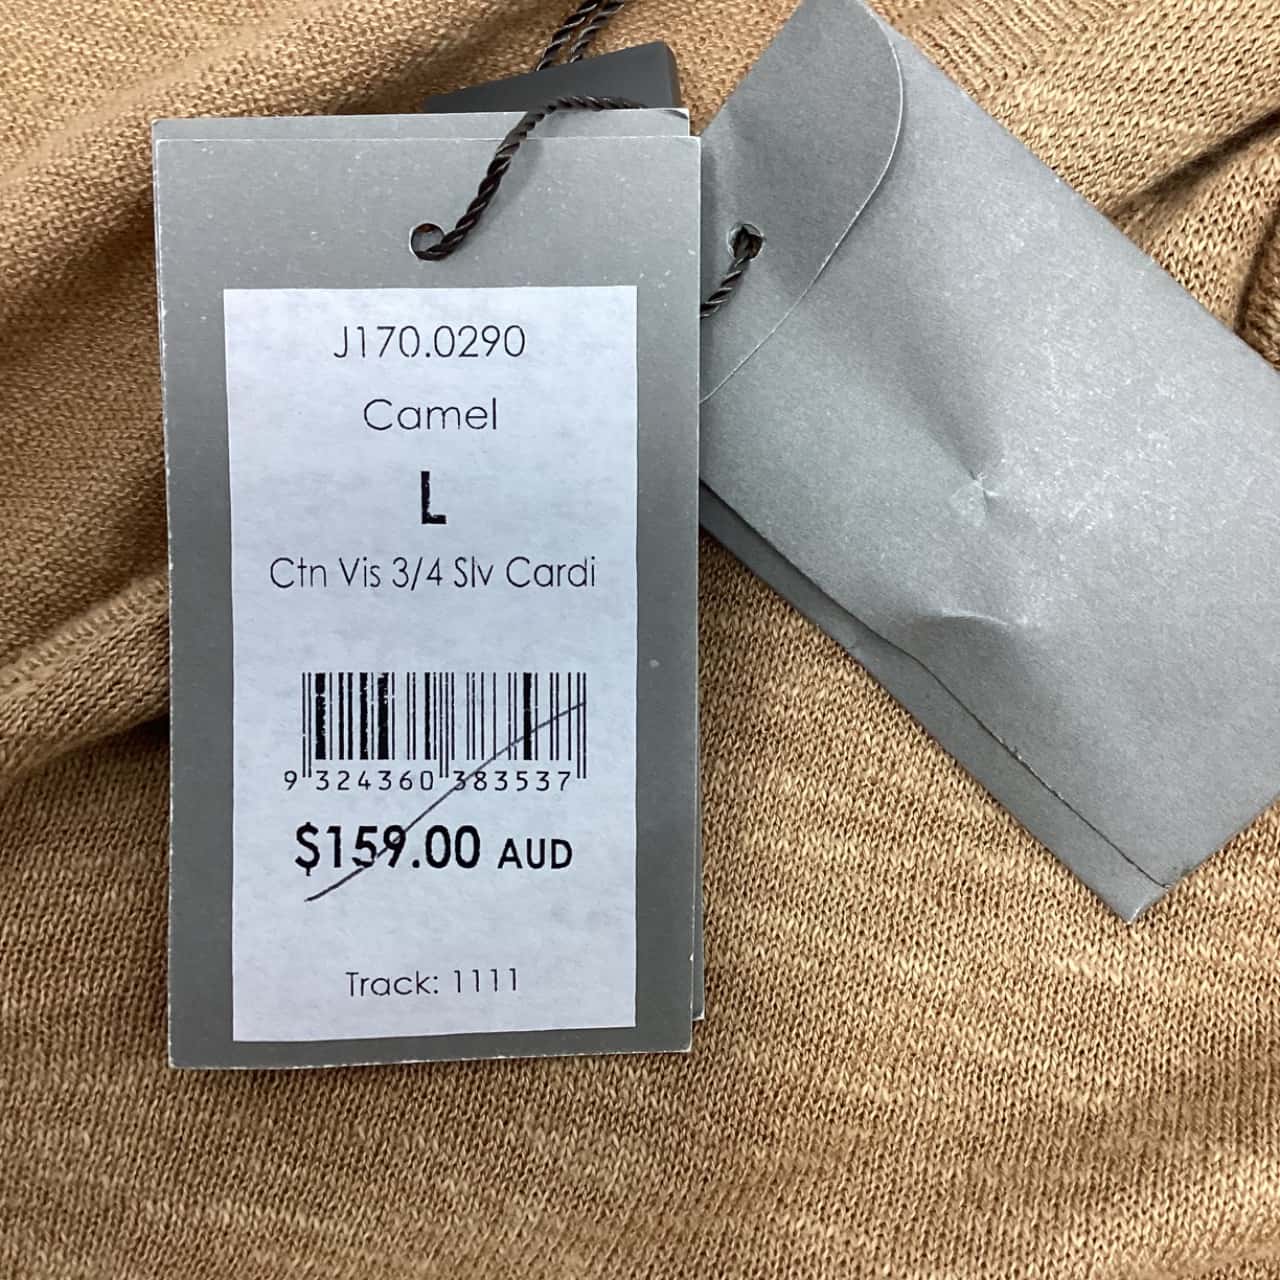 J170.0290
Camel
L
Ctn Vis 3/4 Slv Cardi
9 324360 383537
$159.00 AUD
Track: 1111